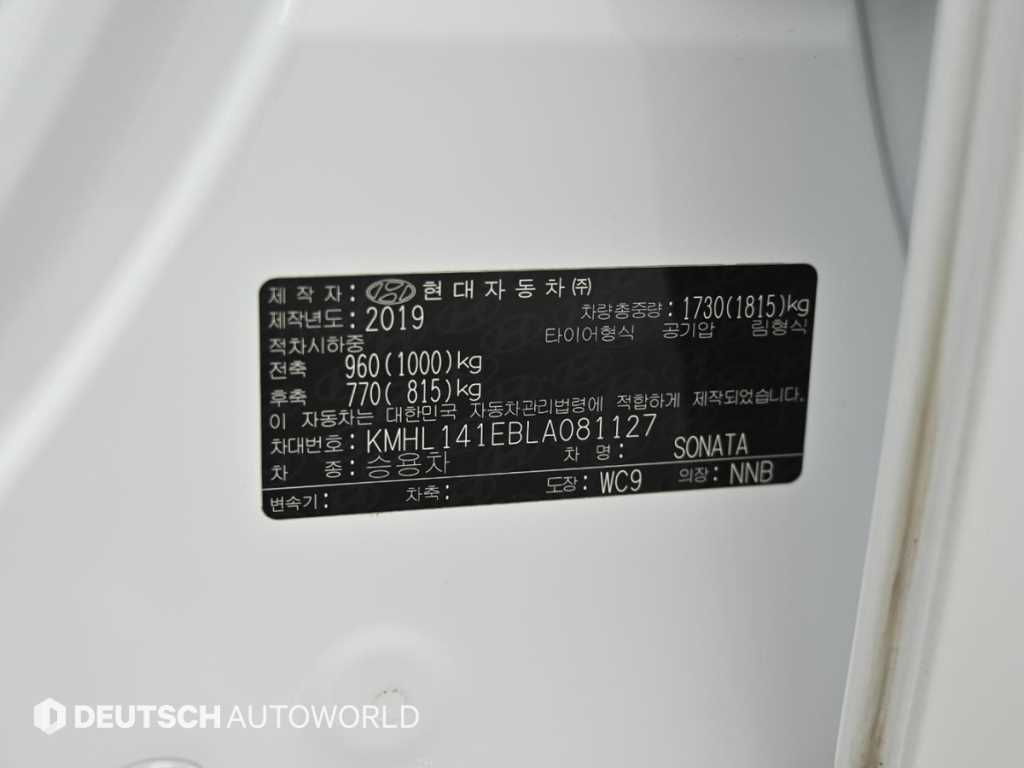 제 작 자: 현대자동차㈜
제작년도: 2019 차량총중량: 1730(1815)kg
적차시하중 타이어형식 공기압 림형식
전축 960(1000)kg
후축 770( 815)kg
이 자동차는 대한민국 자동차관리법령에 적합하게 제작되었음
차대번호: KMHL141EBLA081127
차 종: 승용차 차 명: SONATA
변속기: 차축: 도장: WC9 의장: NNB
DEUTSCH AUTOWORLD